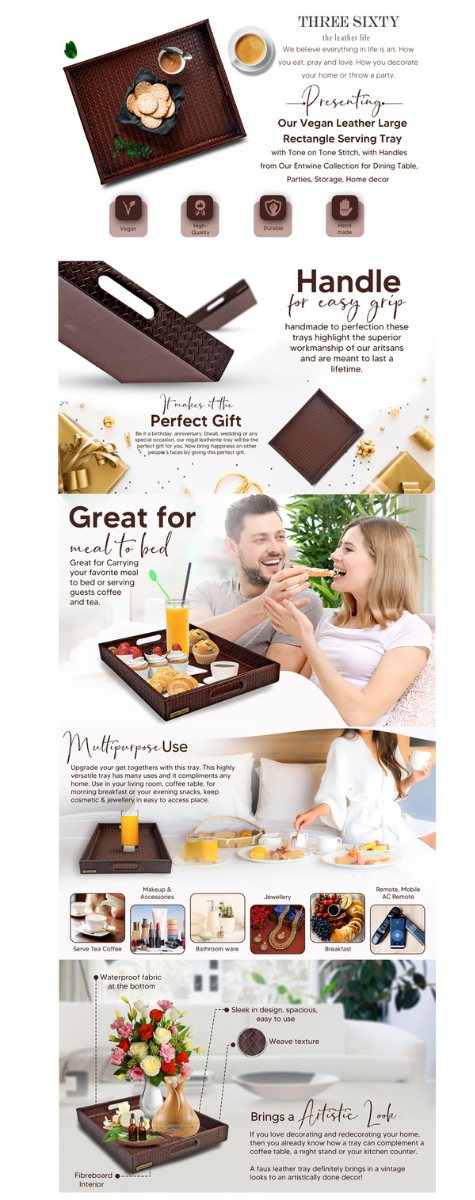 THREE SIXTY
the leather life
We believe everything in life is art. How
you eat, pray and love. How you decorate
your home or throw a party.
Presenting
Our Vegan Leather Large
Rectangle Serving Tray
with Tone on Tone Stitch, with Handles
from Our Entwine Collection for Dining Table,
Parties, Storage, Home decor
Vegan
High-
Quality
Durable
Hand
made
Handle
for easy grip
handmade to perfection these
trays highlight the superior
workmanship of our aritsans
and are meant to last a
lifetime.
It makes it the
Perfect Gift
Be it a birthday, anniversary, Diwali, wedding or any
special occasion, our regal leatherite tray will be the
perfect gift for you. Now bring happiness on other
people's faces by giving this perfect gift.
Great for
meal to bed
Great for Carrying
your favorite meal
to bed or serving
guests coffee
and tea.
Multipurpose Use
Upgrade your get togethers with this tray. This highly
versatile tray has many uses and it compliments any
home. Use in your living room, coffee table, for
morning breakfast or your evening snacks, keep
cosmetic & jewellery in easy to access place.
Serve Tea Coffee
Makeup &
Accessories
Bathroom ware
Jewellery
Breakfast
Remote, Mobile
AC Remote
Waterproof fabric
at the bottom
Sleek in design, spacious,
easy to use
Weave texture
Fibreboard
Interior
Brings a Artistic Look
If you love decorating and redecorating your home,
then you already know how a tray can complement a
coffee table, a night stand or your kitchen counter.
A faux leather tray definitely brings in a vintage
looks to an artistically done decor!